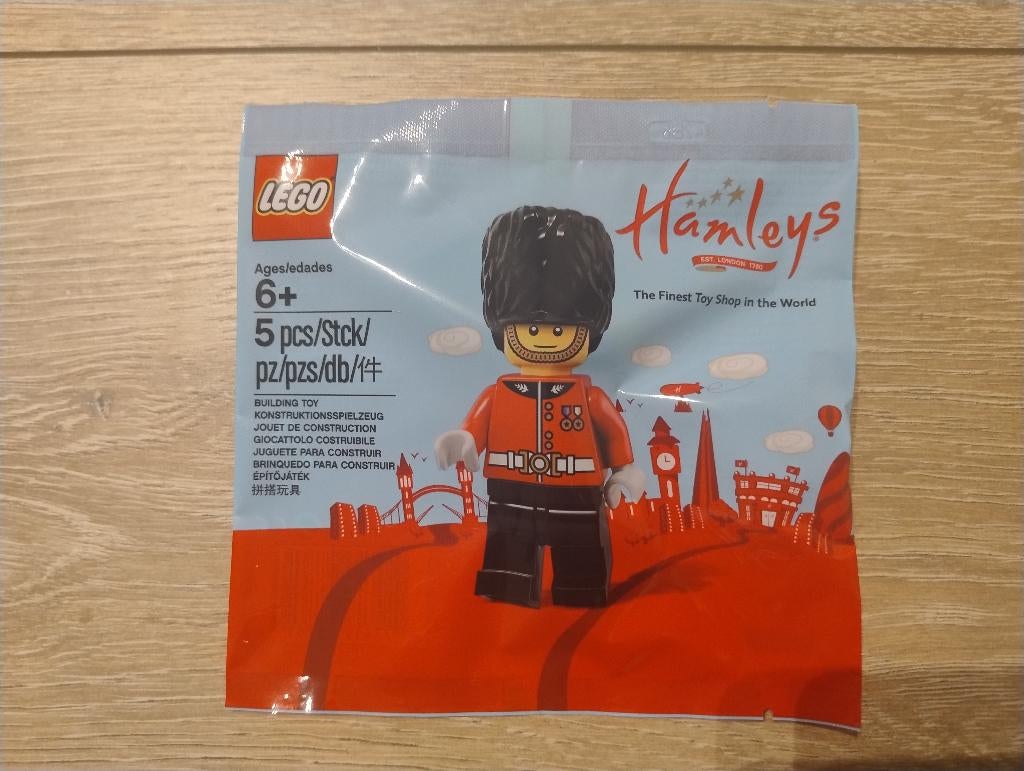 LEGO
Ages/edades
6+
5 pcs/Stck/
pz/pzs/db/件
BUILDING TOY
KONSTRUKTIONSSPIELZEUG
JOUET DE CONSTRUCTION
GIOCATTOLO COSTRUIBILE
JUGUETE PARA CONSTRUIR
BRINQUEDO PARA CONSTRUIR
ÉPÍTŐJÁTÉK
拼搭玩具
Hamleys®
EST. LONDON 1760
The Finest Toy Shop in the World